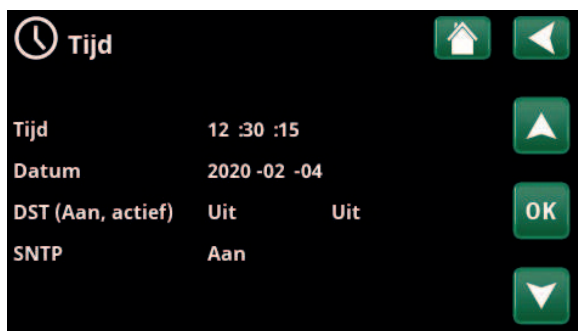 Tijd
Tijd 12 :30 :15
Datum 2020 -02 -04
DST (Aan, actief) Uit Uit
OK
SNTP Aan